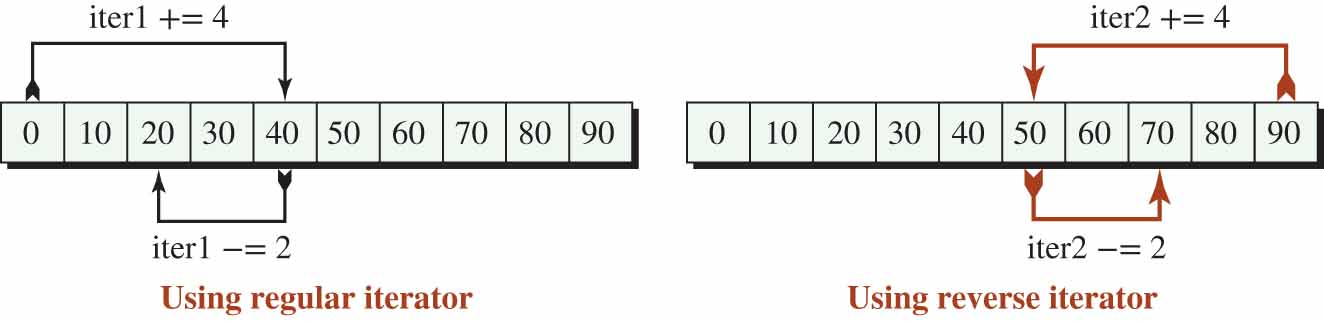 iter1 += 4
iter2 += 4
0 10 20 30 40 50 60 70 80 90
0 10 20 30 40 50 60 70 80 90
iter1 −= 2
iter2 −= 2
Using regular iterator
Using reverse iterator